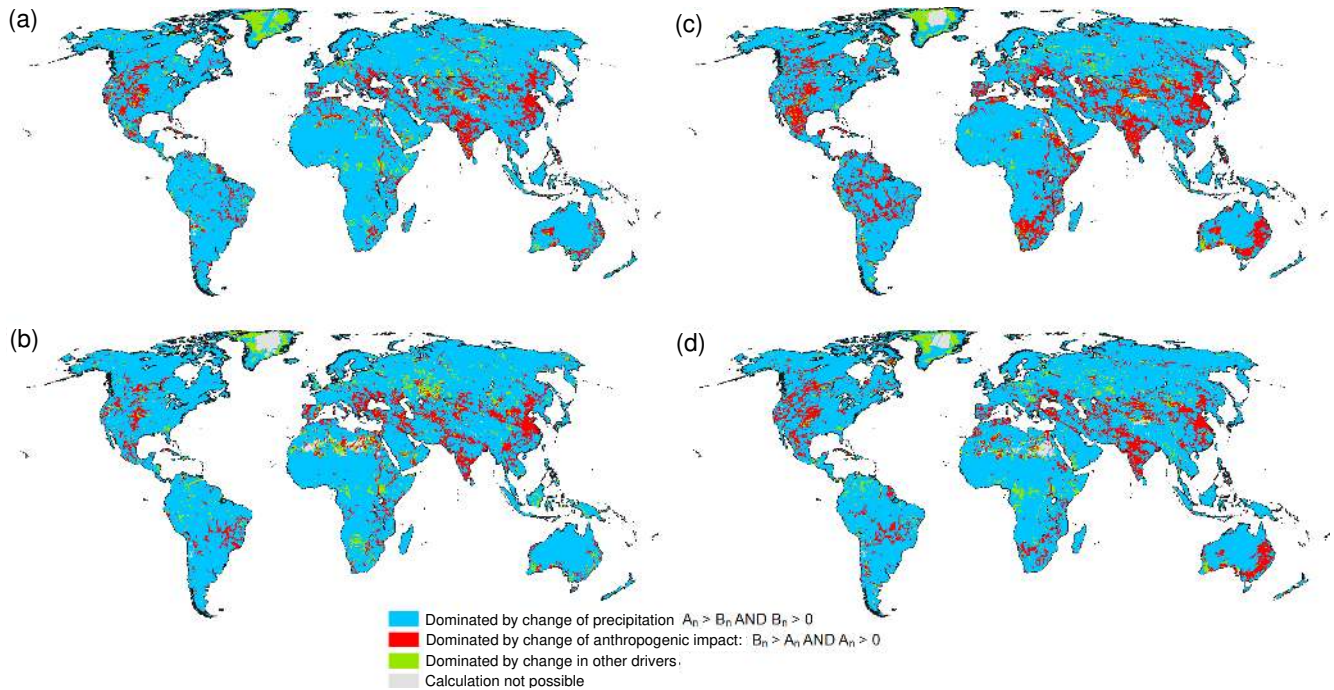 (a)
(c)
(b)
(d)
Dominated by change of precipitation Aₙ > Bₙ AND Bₙ > 0
Dominated by change of anthropogenic impact: Bₙ > Aₙ AND Aₙ > 0
Dominated by change in other drivers.
Calculation not possible